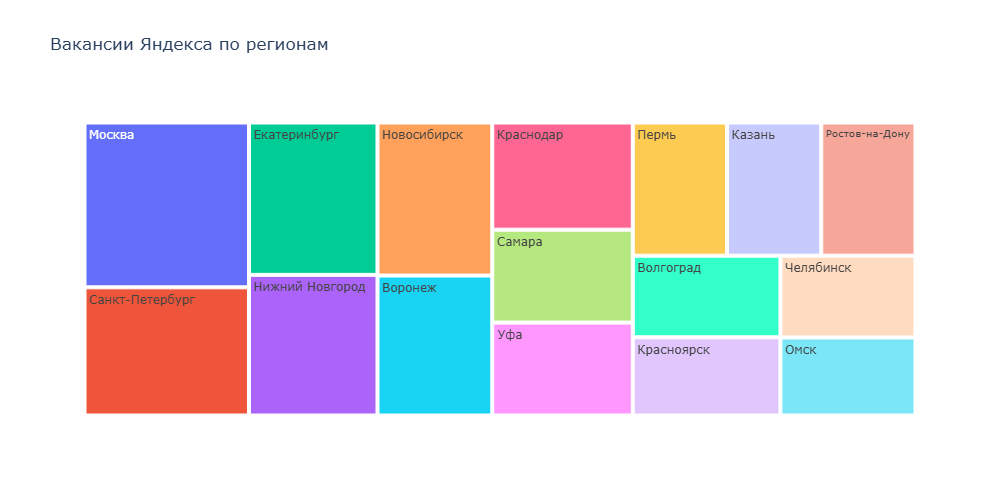 Вакансии Яндекса по регионам
Москва
Санкт-Петербург
Екатеринбург
Нижний Новгород
Новосибирск
Воронеж
Краснодар
Самара
Уфа
Пермь
Казань
Ростов-на-Дону
Волгоград
Челябинск
Красноярск
Омск